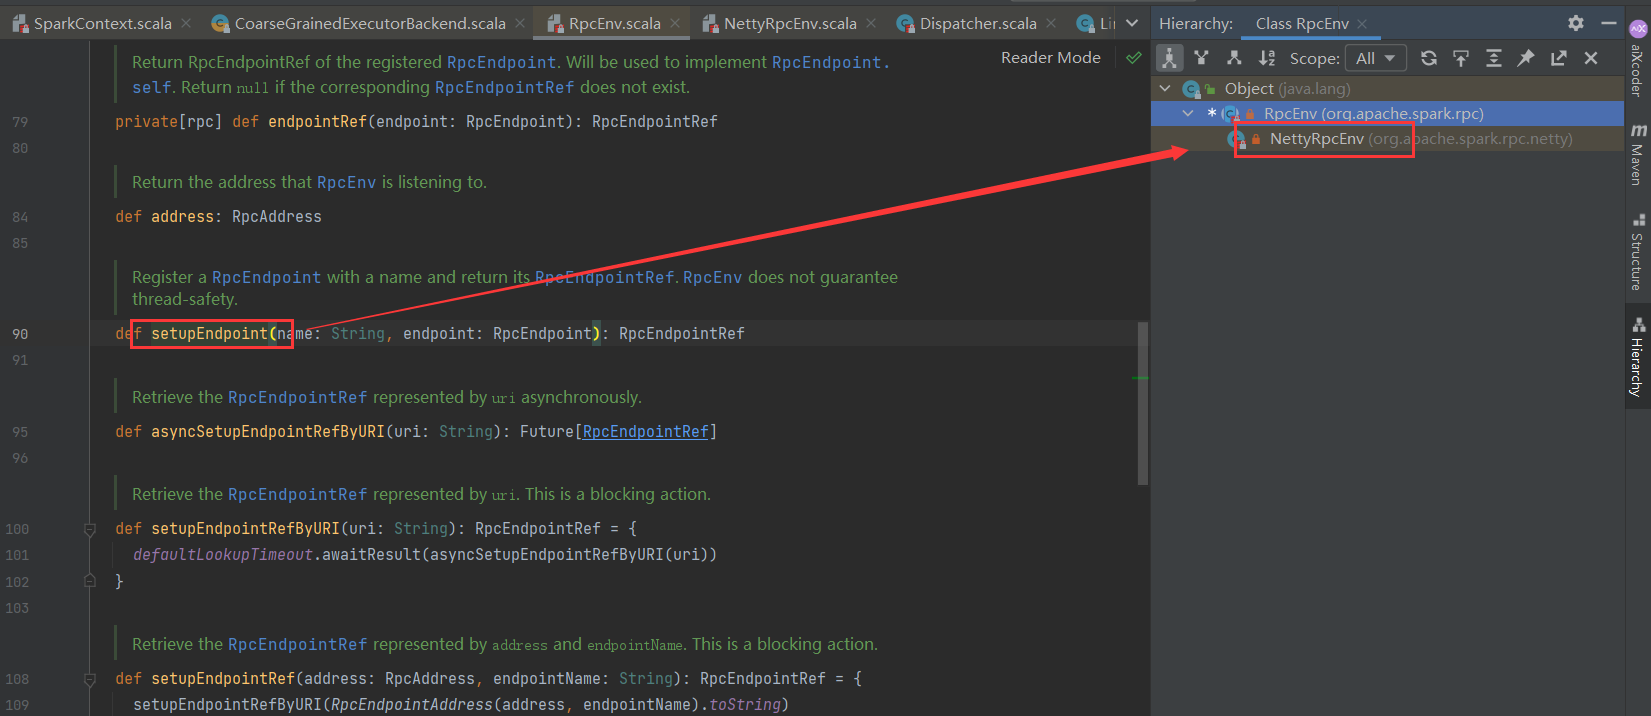 SparkContext.scala CoarseGrainedExecutorBackend.scala RpcEnv.scala NettyRpcEnv.scala Dispatcher.scala Li
Hierarchy: Class RpcEnv
Reader Mode
Scope: All
Object (java.lang)
RpcEnv (org.apache.spark.rpc)
NettyRpcEnv (org.apache.spark.rpc.netty)
Return RpcEndpointRef of the registered RpcEndpoint. Will be used to implement RpcEndpoint.
self. Return null if the corresponding RpcEndpointRef does not exist.
79 private[rpc] def endpointRef(endpoint: RpcEndpoint): RpcEndpointRef
80
Return the address that RpcEnv is listening to.
84 def address: RpcAddress
85
Register a RpcEndpoint with a name and return its RpcEndpointRef. RpcEnv does not guarantee
thread-safety.
90 def setupEndpoint(name: String, endpoint: RpcEndpoint): RpcEndpointRef
91
Retrieve the RpcEndpointRef represented by uri asynchronously.
95 def asyncSetupEndpointRefByURI(uri: String): Future[RpcEndpointRef]
96
Retrieve the RpcEndpointRef represented by uri. This is a blocking action.
100 def setupEndpointRefByURI(uri: String): RpcEndpointRef = {
101 defaultLookupTimeout.awaitResult(asyncSetupEndpointRefByURI(uri))
102 }
103
Retrieve the RpcEndpointRef represented by address and endpointName. This is a blocking action.
108 def setupEndpointRef(address: RpcAddress, endpointName: String): RpcEndpointRef = {
109 setupEndpointRefByURI(RpcEndpointAddress(address, endpointName).toString)
aiXcoder
Maven
Structure
Hierarchy